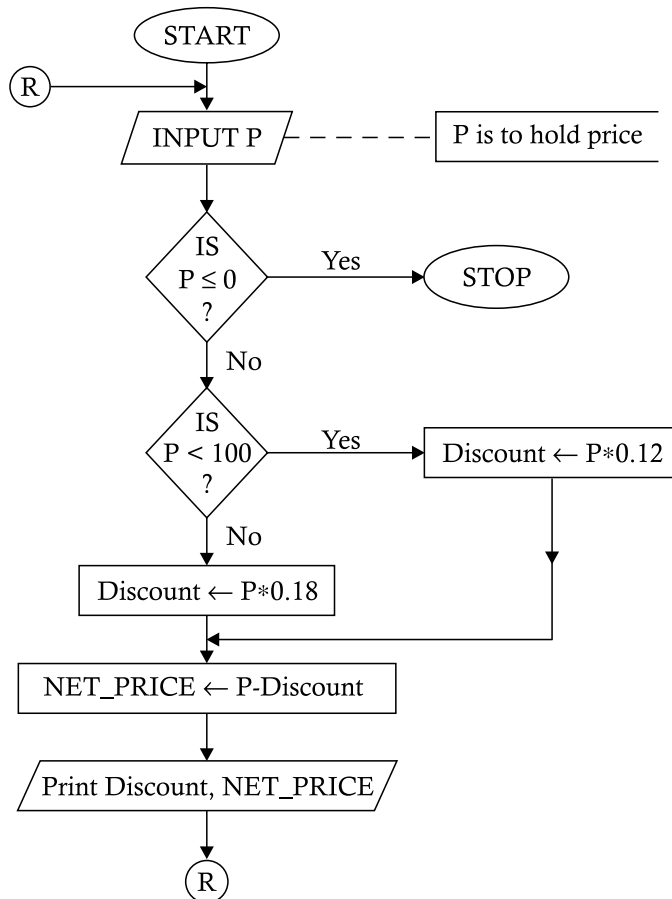 START
R
INPUT P
P is to hold price
IS
P ≤ 0
?
Yes
STOP
No
IS
P < 100
?
Yes
Discount ← P*0.12
No
Discount ← P*0.18
NET_PRICE ← P-Discount
Print Discount, NET_PRICE
R